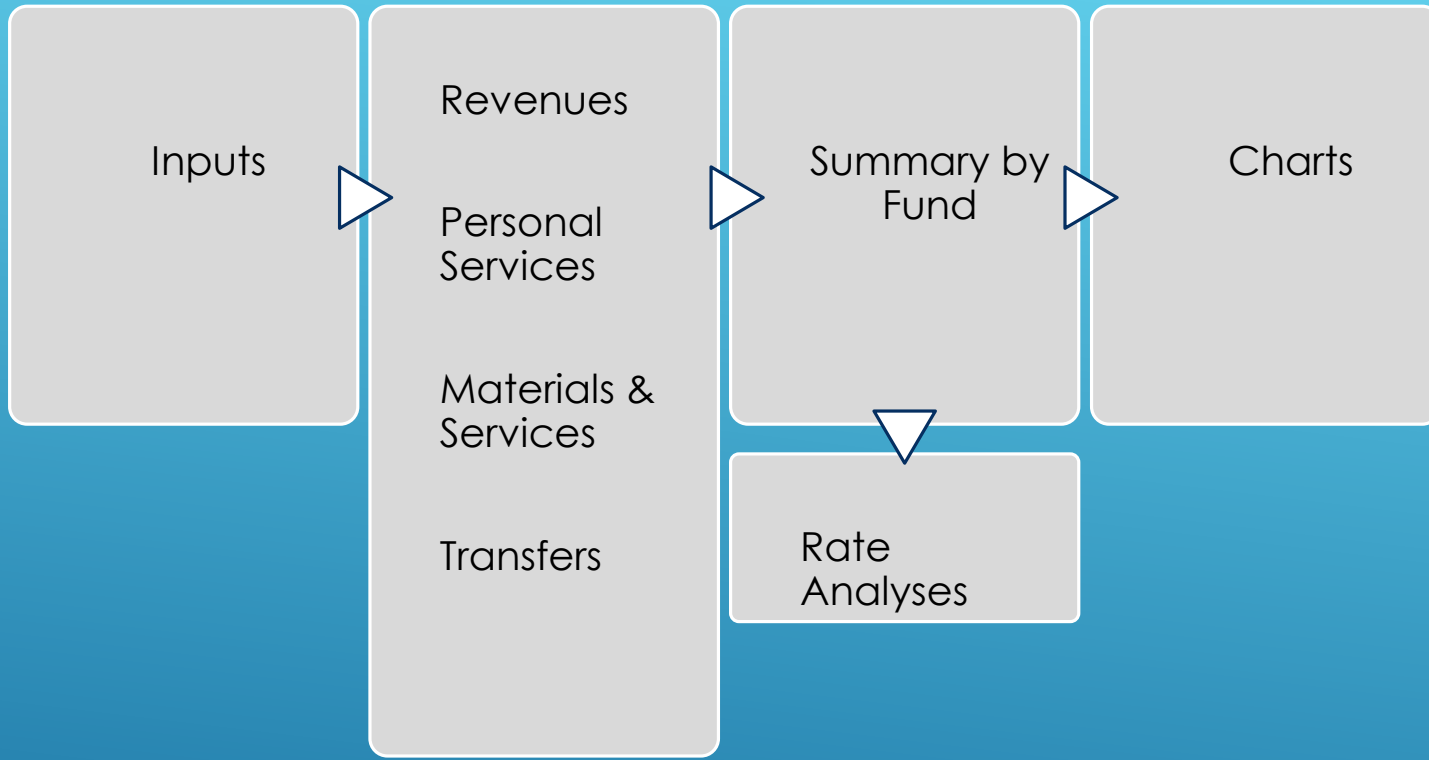 Inputs
Revenues
Personal
Services
Materials &
Services
Transfers
Summary by
Fund
Rate
Analyses
Charts